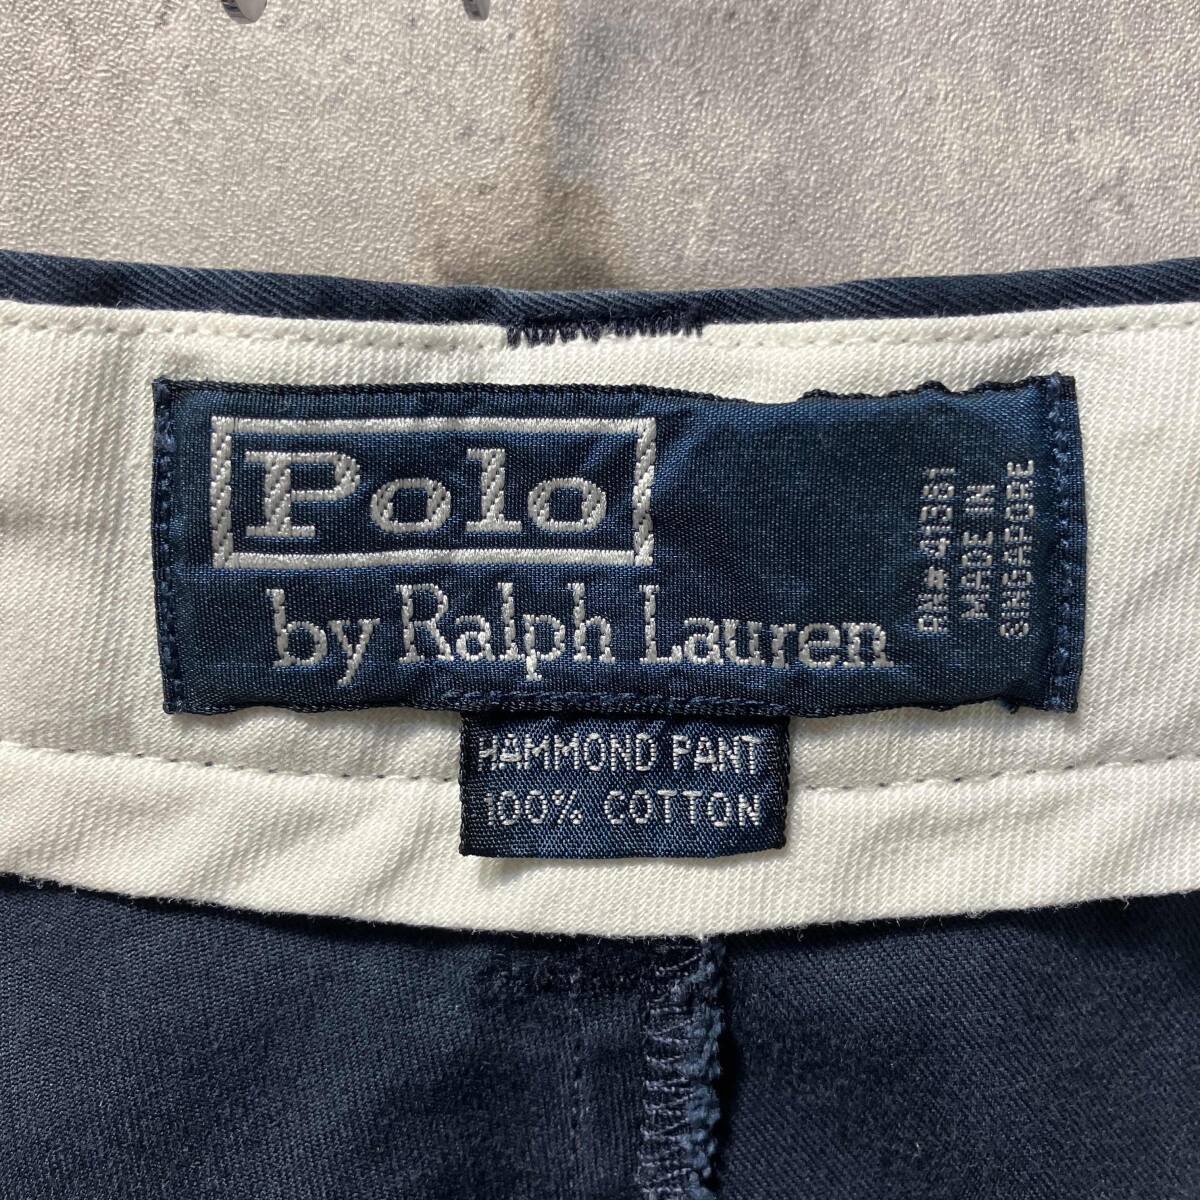 Polo
by Ralph Lauren
RN# 41381
MADE IN
SINGAPORE
HAMMOND PANT
100% COTTON